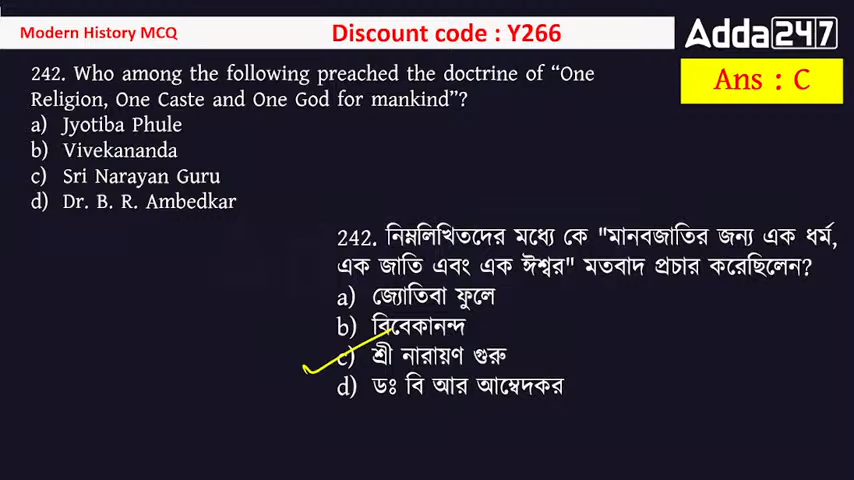 Modern History MCQ
Discount code : Y266
Adda247
242. Who among the following preached the doctrine of “One
Religion, One Caste and One God for mankind”?
a) Jyotiba Phule
b) Vivekananda
c) Sri Narayan Guru
d) Dr. B. R. Ambedkar
Ans : C
242. নিম্নলিখিতদের মধ্যে কে "মানবজাতির জন্য এক ধর্ম,
এক জাতি এবং এক ঈশ্বর" মতবাদ প্রচার করেছিলেন?
a) জ্যোতিবা ফুলে
b) বিবেকানন্দ
c) শ্রী নারায়ণ গুরু
d) ডঃ বি আর আম্বেদকর